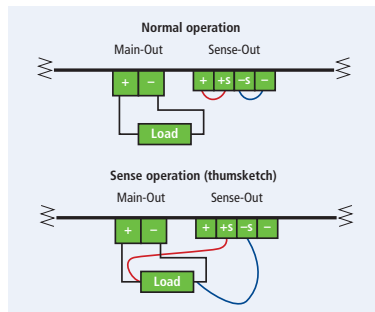 Normal operation
Main-Out Sense-Out
+ − + +s −s −
Load
Sense operation (thumsketch)
Main-Out Sense-Out
+ − + +s −s −
Load